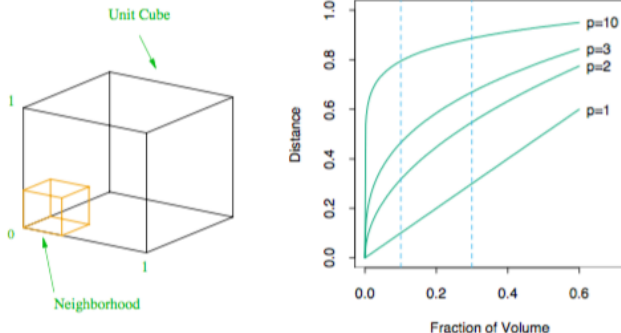 Unit Cube
1
0
1
Neighborhood
Distance
1.0
0.8
0.6
0.4
0.2
0.0
p=10
p=3
p=2
p=1
0.0 0.2 0.4 0.6
Fraction of Volume